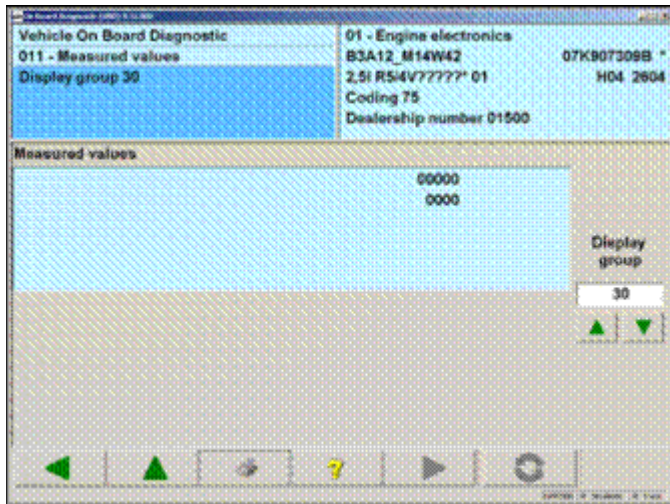 Vehicle On Board Diagnostic
011 - Measured values
Display group 30
01 - Engine electronics
B3A12_M14W42 07K907309B *
2,5l R5/4V?????* 01 H04 2604
Coding 75
Dealership number 01500
Measured values
00000
0000
Display
group
30
?